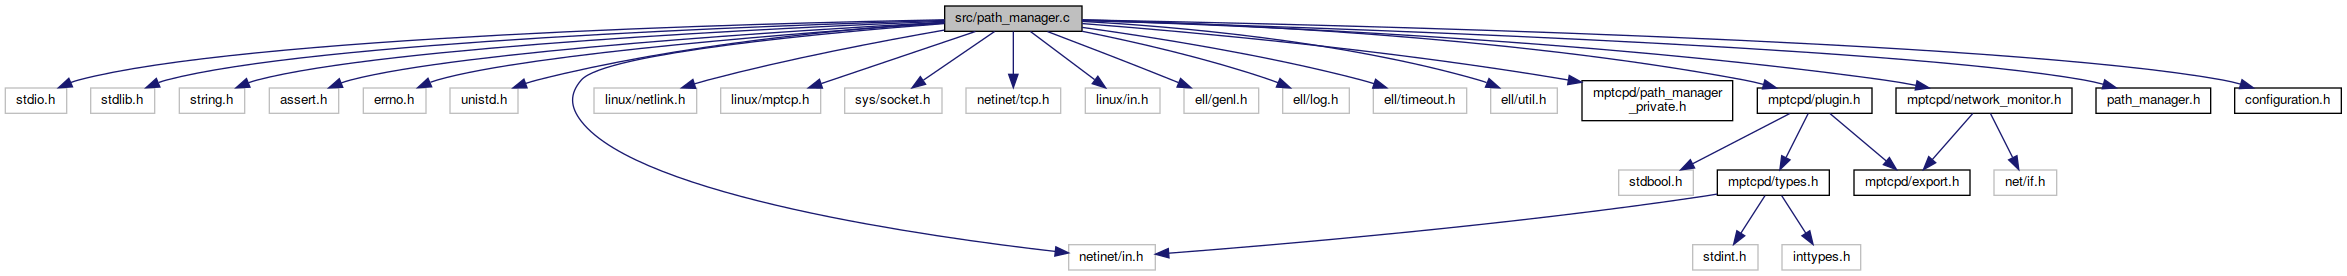 src/path_manager.c
stdio.h
stdlib.h
string.h
assert.h
errno.h
unistd.h
linux/netlink.h
linux/mptcp.h
sys/socket.h
netinet/tcp.h
linux/in.h
ell/genl.h
ell/log.h
ell/timeout.h
ell/util.h
mptcpd/path_manager
_private.h
mptcpd/plugin.h
mptcpd/network_monitor.h
path_manager.h
configuration.h
stdbool.h
mptcpd/types.h
mptcpd/export.h
net/if.h
netinet/in.h
stdint.h
inttypes.h